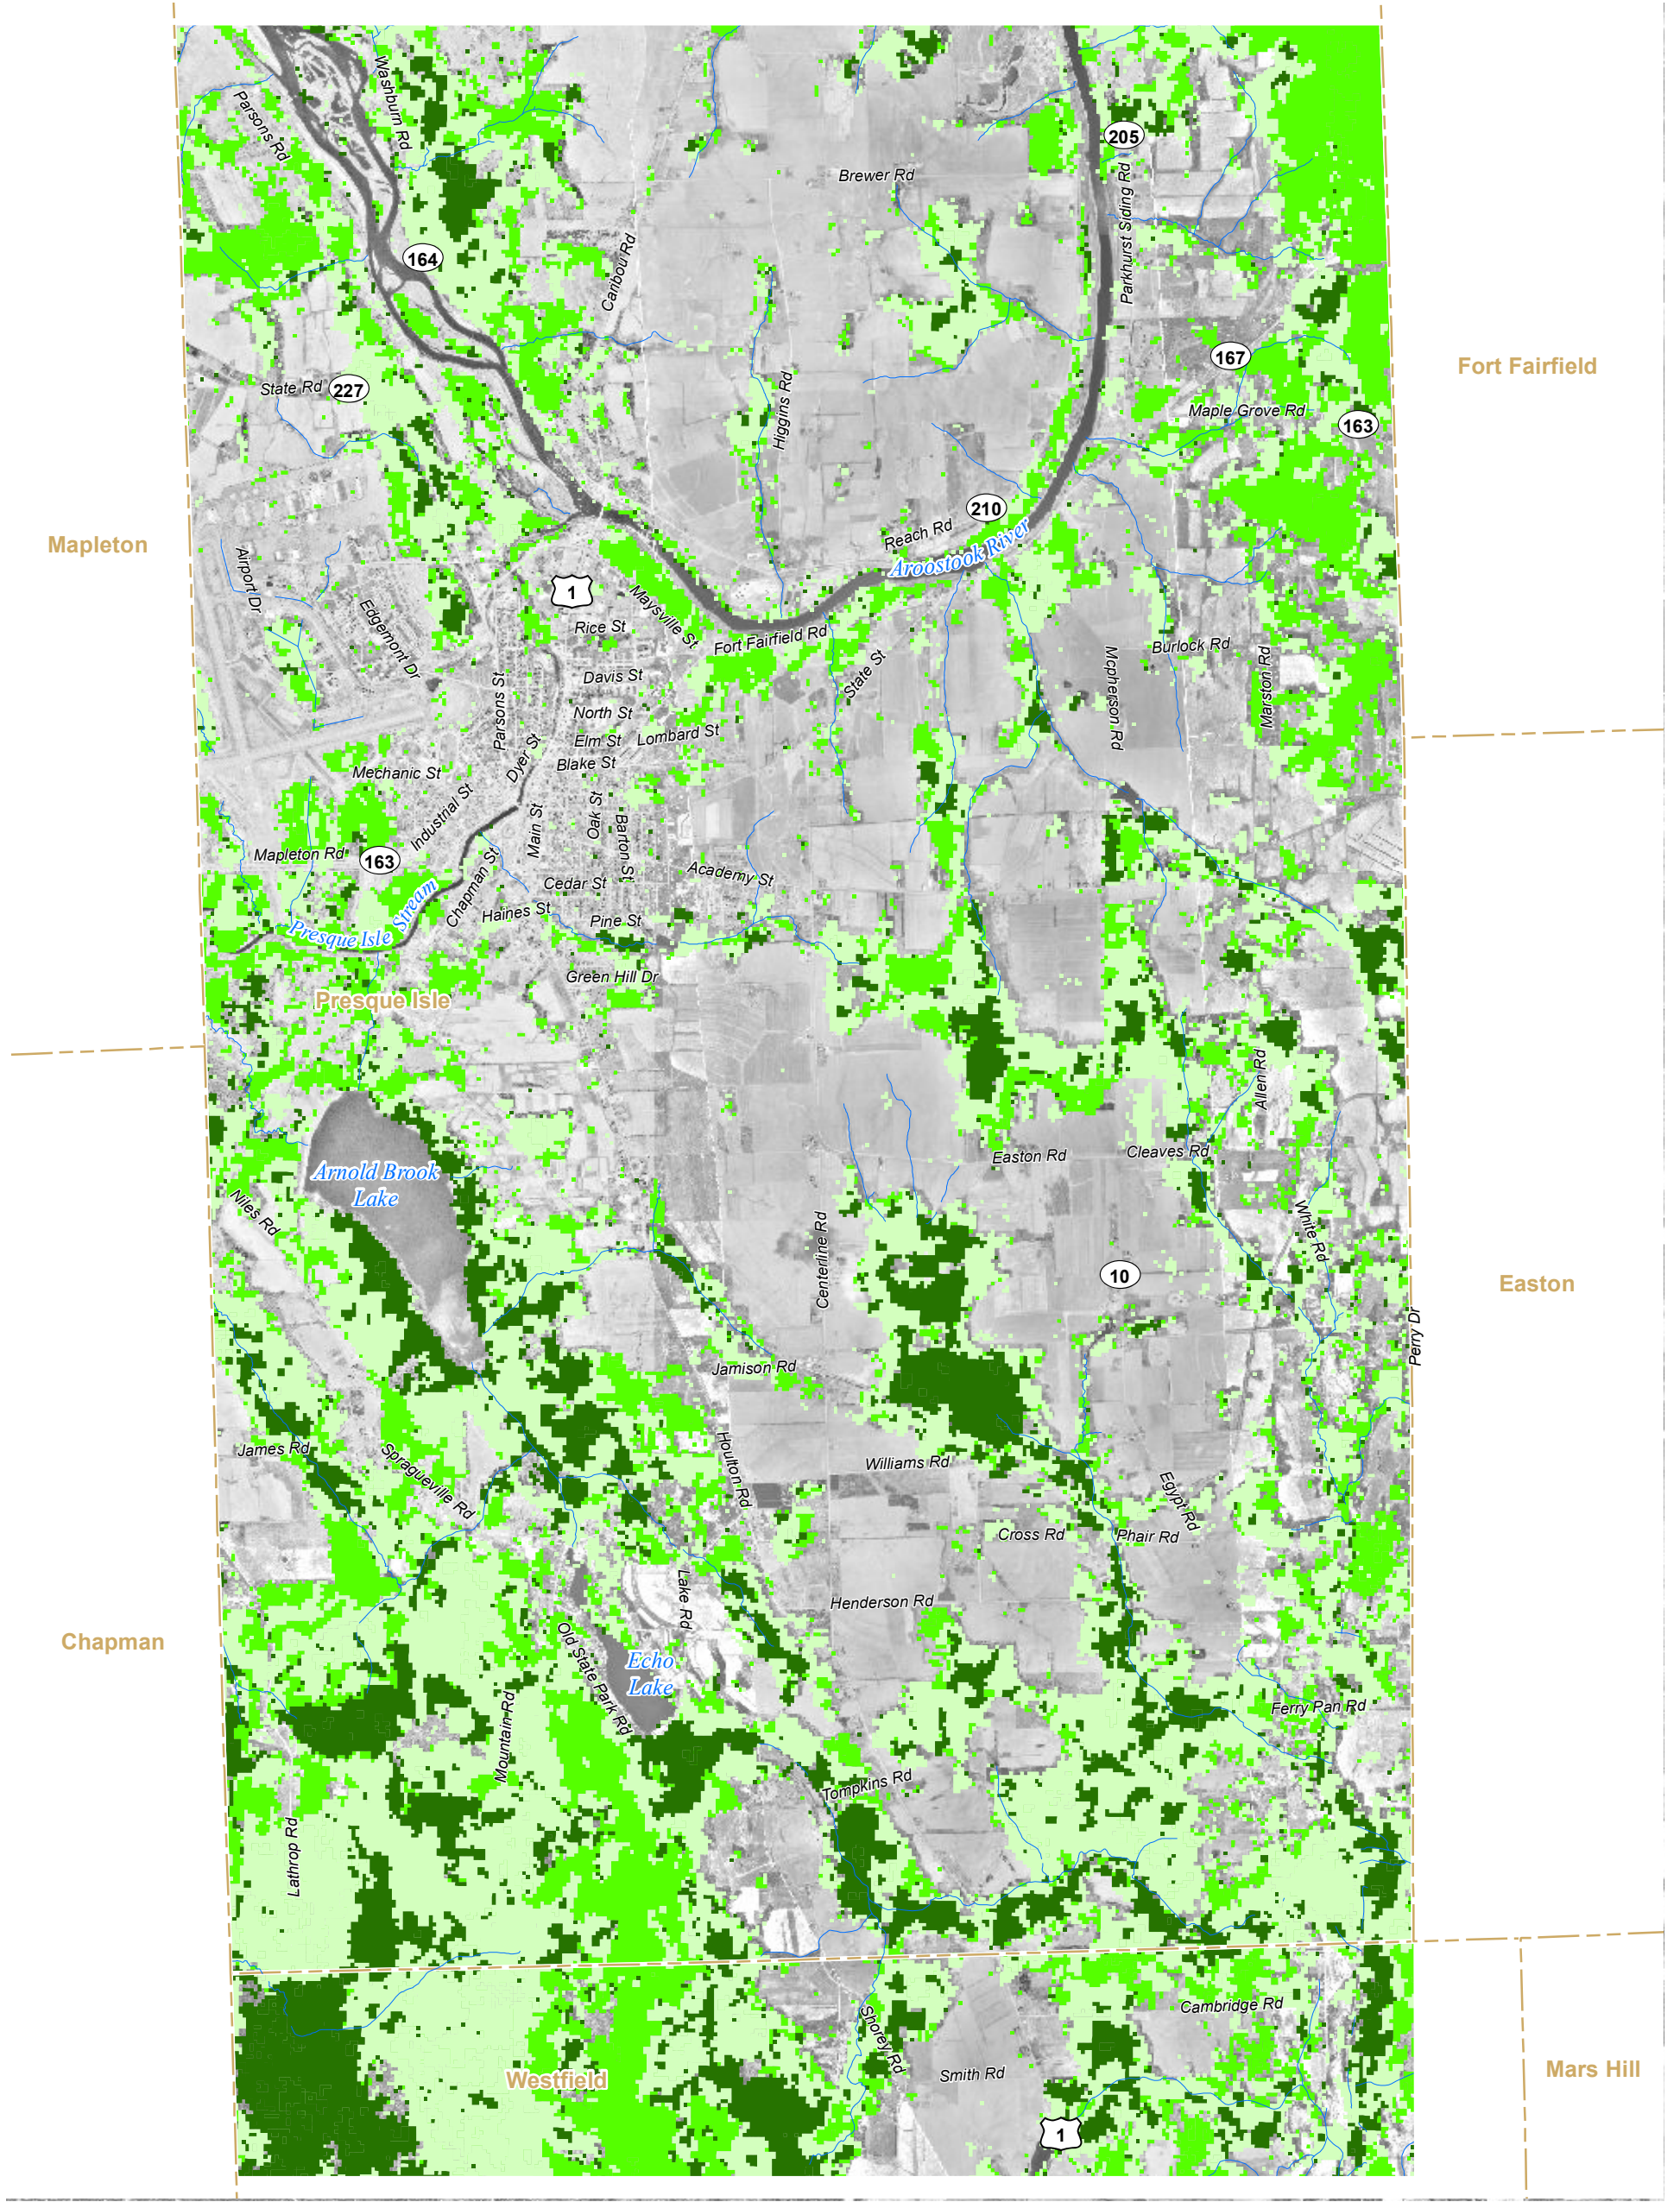 Washburn Rd
Parsons Rd
205
Brewer Rd
Parkhurst Siding Rd
164
Caribou Rd
167
Fort Fairfield
State Rd
227
Higgins Rd
Maple Grove Rd
163
210
Reach Rd
Aroostook River
Mapleton
Airport Dr
1
Edgemont Dr
Maysville St
Rice St
Fort Fairfield Rd
State St
Burlock Rd
Mcpherson Rd
Marston Rd
Davis St
Parsons St
North St
Elm St
Lombard St
Dyer St
Blake St
Mechanic St
Industrial St
Main St
Oak St
Barton St
Mapleton Rd
163
Chapman St
Academy St
Cedar St
Haines St
Pine St
Presque Isle Stream
Green Hill Dr
Presque Isle
Allen Rd
Easton Rd
Cleaves Rd
Arnold Brook
Lake
Niles Rd
Centerline Rd
White Rd
10
Easton
Perry Dr
Jamison Rd
James Rd
Spragueville Rd
Houlton Rd
Williams Rd
Egypt Rd
Cross Rd
Phair Rd
Lake Rd
Henderson Rd
Chapman
Old State Park Rd
Echo
Lake
Mountain Rd
Ferry Pan Rd
Tompkins Rd
Lathrop Rd
Cambridge Rd
Shorey Rd
Smith Rd
Westfield
Mars Hill
1